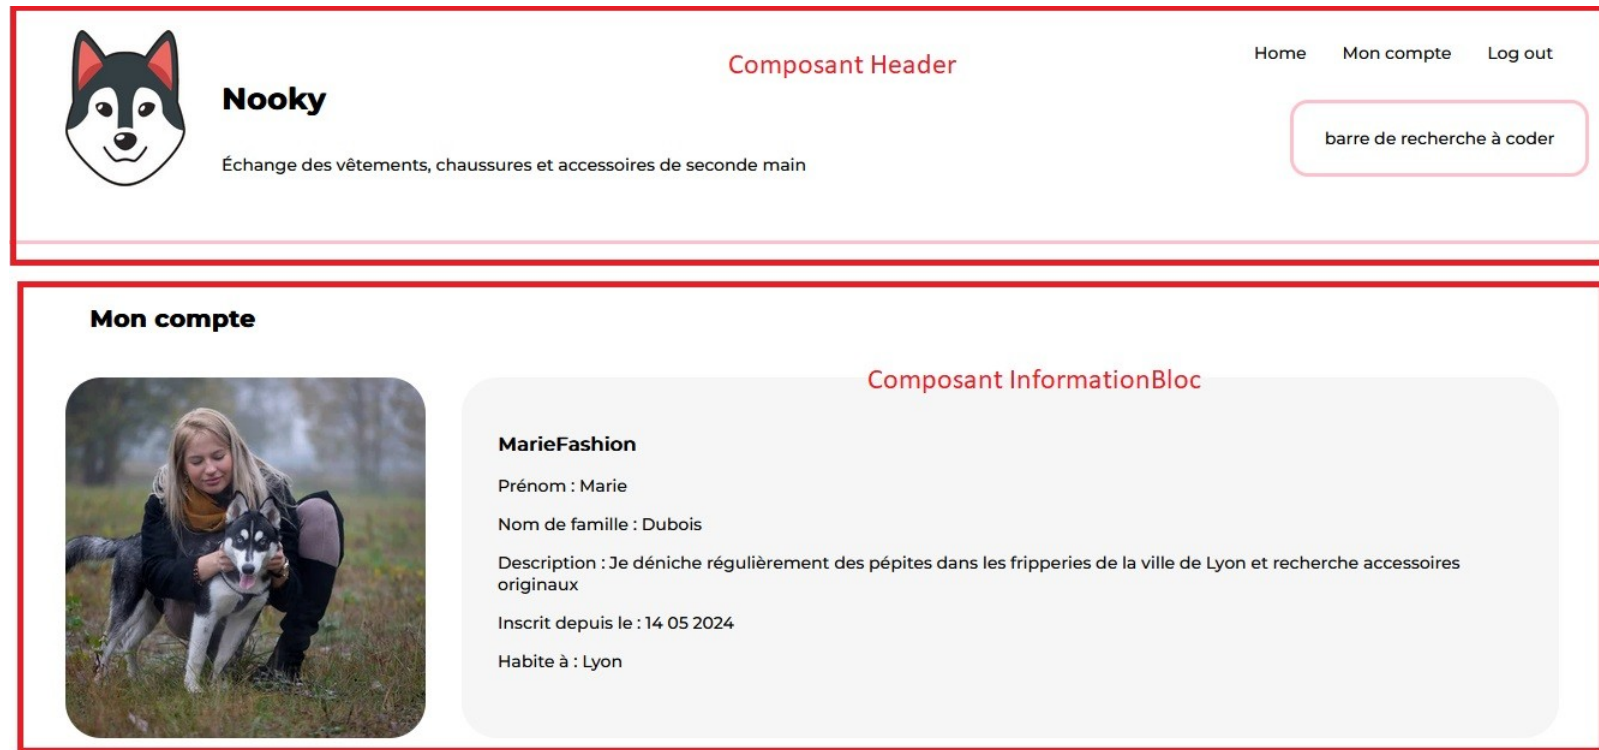 Composant Header
Home Mon compte Log out
Nooky
barre de recherche à coder
Échange des vêtements, chaussures et accessoires de seconde main
Mon compte
Composant InformationBloc
MarieFashion
Prénom : Marie
Nom de famille : Dubois
Description : Je déniche régulièrement des pépites dans les fripperies de la ville de Lyon et recherche accessoires
originaux
Inscrit depuis le : 14 05 2024
Habite à : Lyon